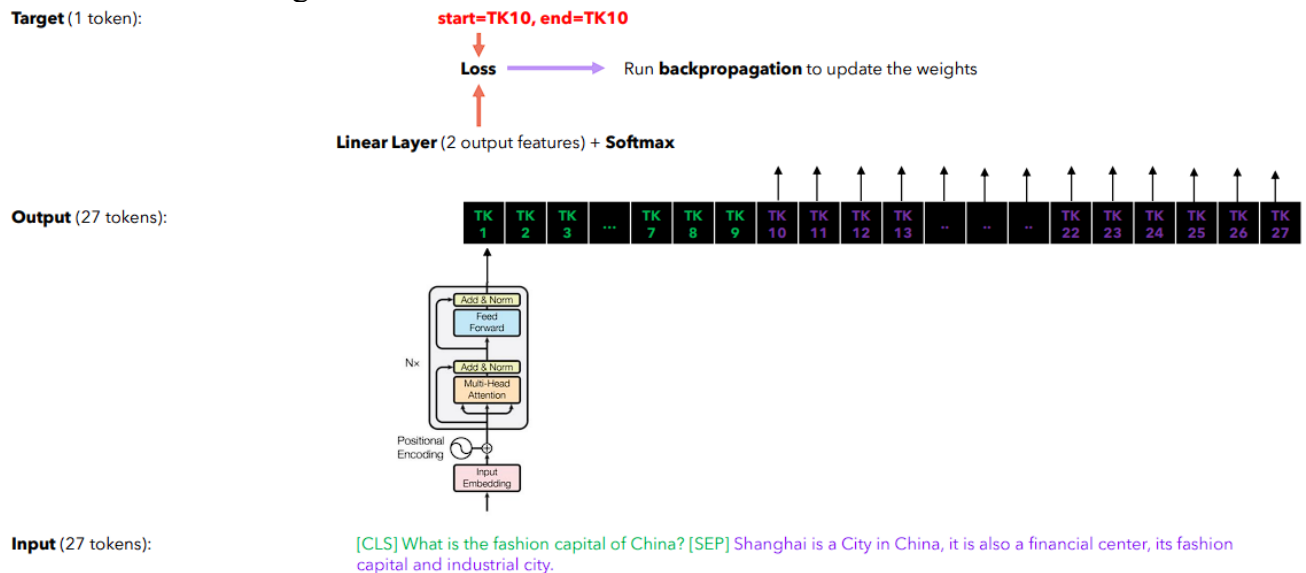 Target (1 token):
start=TK10, end=TK10
Loss
Run backpropagation to update the weights
Linear Layer (2 output features) + Softmax
Output (27 tokens):
TK 1 TK 2 TK 3 ... TK 7 TK 8 TK 9 TK 10 TK 11 TK 12 TK 13 .. .. .. TK 22 TK 23 TK 24 TK 25 TK 26 TK 27
Add & Norm
Feed
Forward
Nx
Add & Norm
Multi-Head
Attention
Positional
Encoding
Input
Embedding
Input (27 tokens):
[CLS] What is the fashion capital of China? [SEP] Shanghai is a City in China, it is also a financial center, its fashion
capital and industrial city.